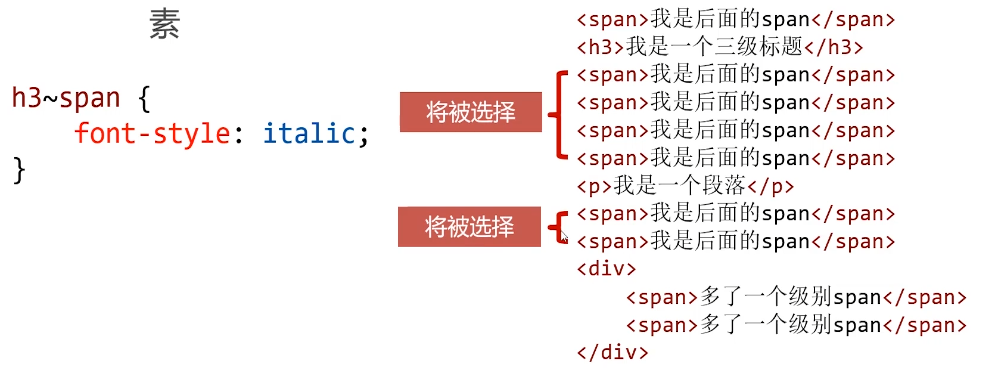 素
h3~span {
    font-style: italic;
}
将被选择
将被选择
<span>我是后面的span</span>
<h3>我是一个三级标题</h3>
<span>我是后面的span</span>
<span>我是后面的span</span>
<span>我是后面的span</span>
<span>我是后面的span</span>
<p>我是一个段落</p>
<span>我是后面的span</span>
<span>我是后面的span</span>
<div>
    <span>多了一个级别span</span>
    <span>多了一个级别span</span>
</div>